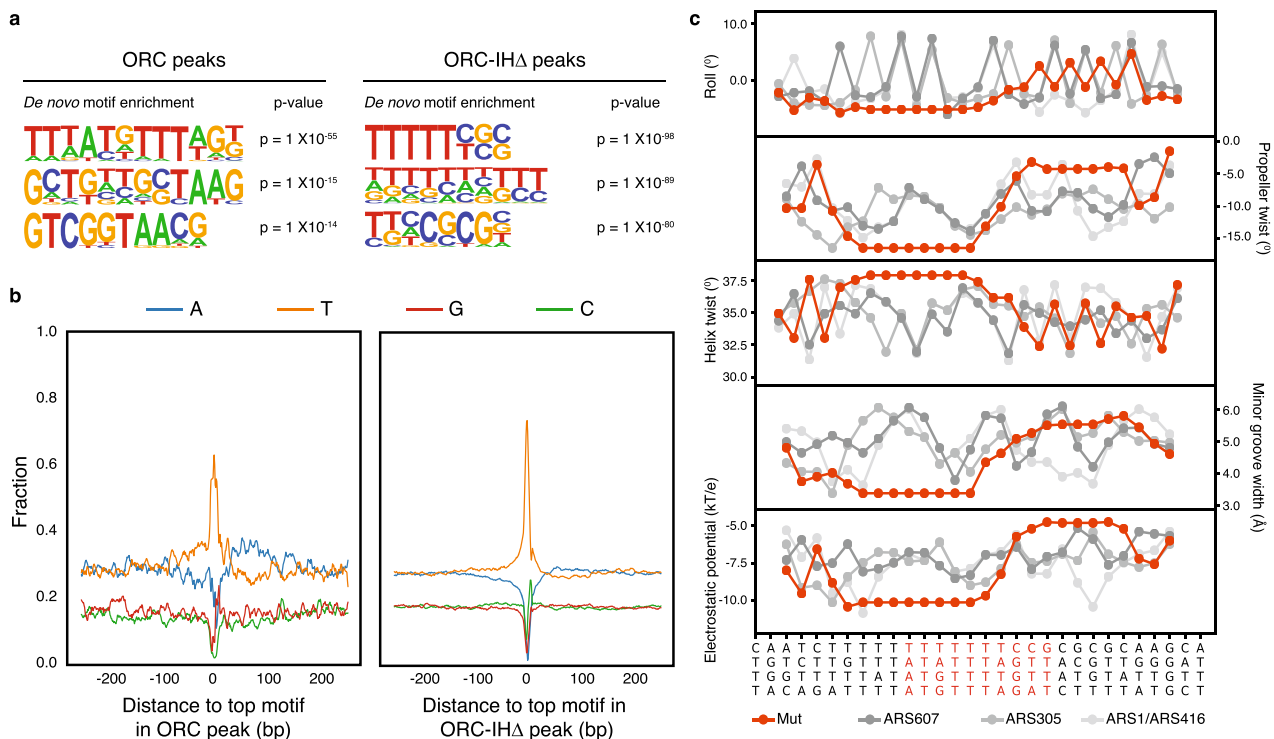 a
ORC peaks
De novo motif enrichment p-value
p = 1 X10-55
p = 1 X10-15
p = 1 X10-14
ORC-IHΔ peaks
De novo motif enrichment p-value
TTTTTCGC
p = 1 X10-98
p = 1 X10-89
p = 1 X10-80
b
A T G C
Fraction
1.0
0.8
0.6
0.4
0.2
0.0
-200 -100 0 100 200
Distance to top motif
in ORC peak (bp)
-200 -100 0 100 200
Distance to top motif in
ORC-IHΔ peak (bp)
c
Roll (⁰)
10.0
0.0
Propeller twist (⁰)
0.0
-5.0
-10.0
-15.0
Helix twist (⁰)
37.5
35.0
32.5
30.0
Minor groove width (Å)
6.0
5.0
4.0
3.0
Electrostatic potential (kT/e)
-5.0
-7.5
-10.0
C A A T C T T T T T T T T T T T T C C G C G C G C A A G C A
Mut ARS607 ARS305 ARS1/ARS416